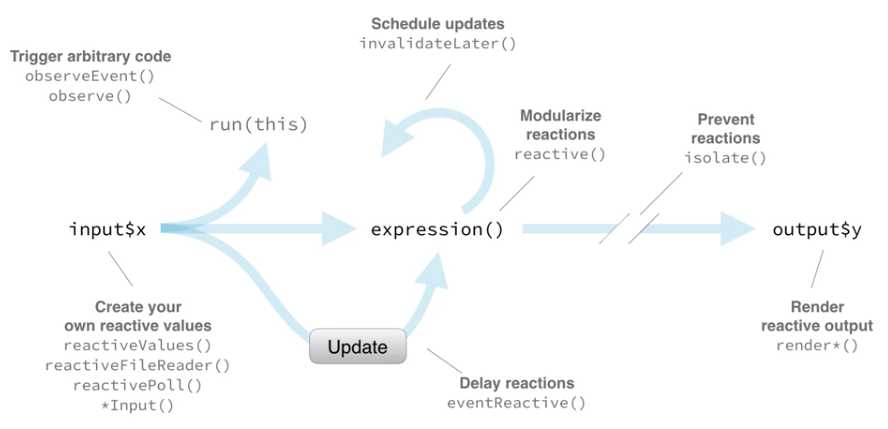 Schedule updates
invalidateLater()
Trigger arbitrary code
observeEvent()
observe()
run(this)
Modularize
reactions
reactive()
Prevent
reactions
isolate()
input$x
expression()
output$y
Create your
own reactive values
reactiveValues()
reactiveFileReader()
reactivePoll()
*Input()
Update
Delay reactions
eventReactive()
Render
reactive output
render*()